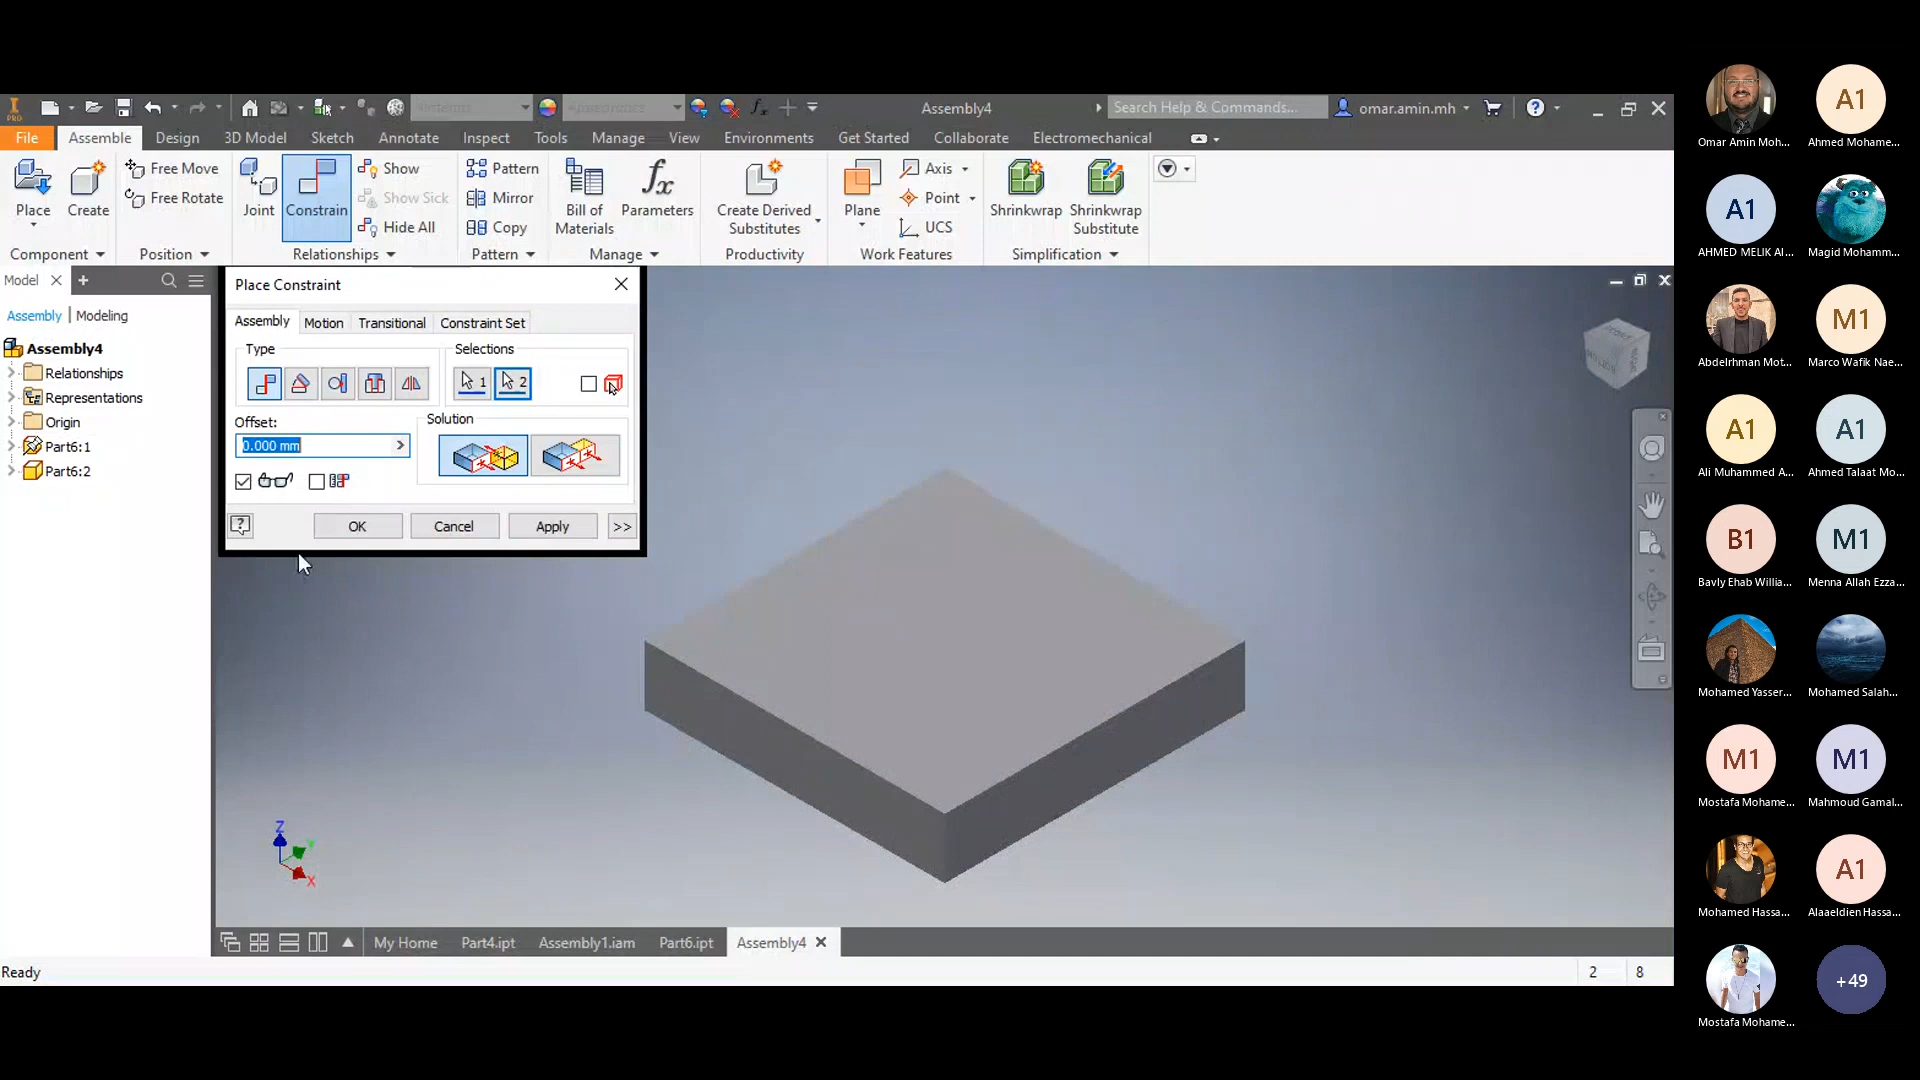 PRO
Assembly4
Search Help & Commands...
omar.amin.mh
File
Assemble
Design
3D Model
Sketch
Annotate
Inspect
Tools
Manage
View
Environments
Get Started
Collaborate
Electromechanical
Place
Create
Free Move
Free Rotate
Joint
Constrain
Show
Show Sick
Hide All
Pattern
Mirror
Copy
Bill of
Materials
fx
Parameters
Create Derived
Substitutes
Plane
Axis
Point
UCS
Shrinkwrap
Shrinkwrap
Substitute
Component
Position
Relationships
Pattern
Manage
Productivity
Work Features
Simplification
Model
Assembly | Modeling
Assembly4
Relationships
Representations
Origin
Part6:1
Part6:2
Place Constraint
Assembly
Motion
Transitional
Constraint Set
Type
Selections
1
2
Offset:
0.000 mm
Solution
OK
Cancel
Apply
>>
Z
Y
X
My Home
Part4.ipt
Assembly1.iam
Part6.ipt
Assembly4
Ready
2
8
Omar Amin Moh...
A1
Ahmed Mohame...
A1
AHMED MELIK Al...
Magid Mohamm...
Abdelrhman Mot...
M1
Marco Wafik Nae...
A1
Ali Muhammed A...
A1
Ahmed Talaat Mo...
B1
Bavly Ehab Willia...
M1
Menna Allah Ezza...
Mohamed Yasser...
Mohamed Salah...
M1
Mostafa Mohame...
M1
Mahmoud Gamal...
Mohamed Hassa...
A1
Alaaeldien Hassa...
Mostafa Mohame...
+49